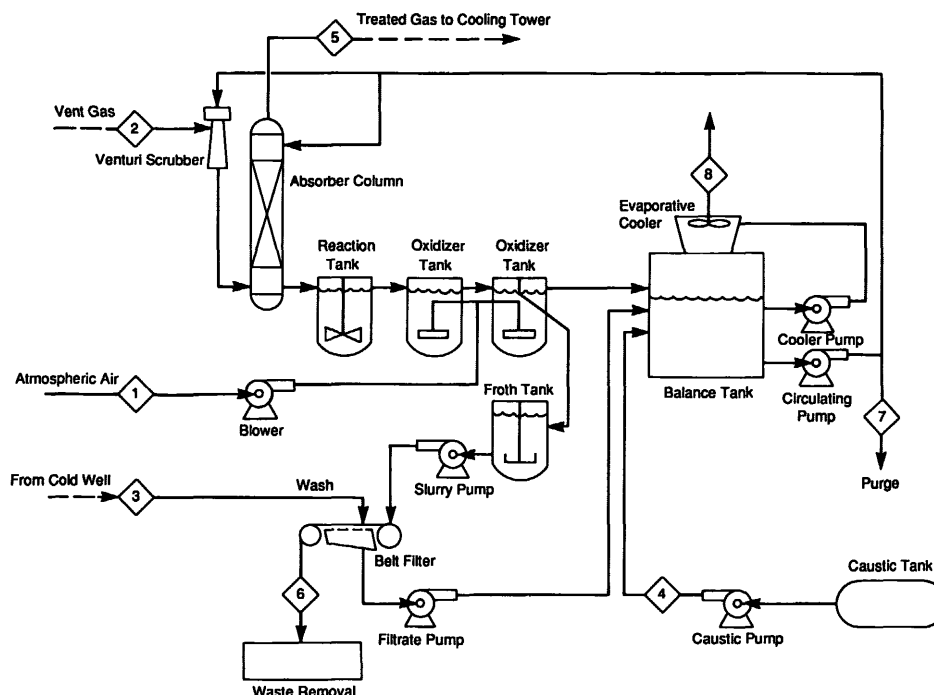 Treated Gas to Cooling Tower
5
Vent Gas
2
Venturi Scrubber
Absorber Column
8
Evaporative
Cooler
Reaction
Tank
Oxidizer
Tank
Oxidizer
Tank
Cooler Pump
Atmospheric Air
1
Blower
Froth Tank
Balance Tank
Circulating
Pump
7
Slurry Pump
Purge
From Cold Well
3
Wash
Belt Filter
6
Filtrate Pump
4
Caustic Pump
Caustic Tank
Waste Removal